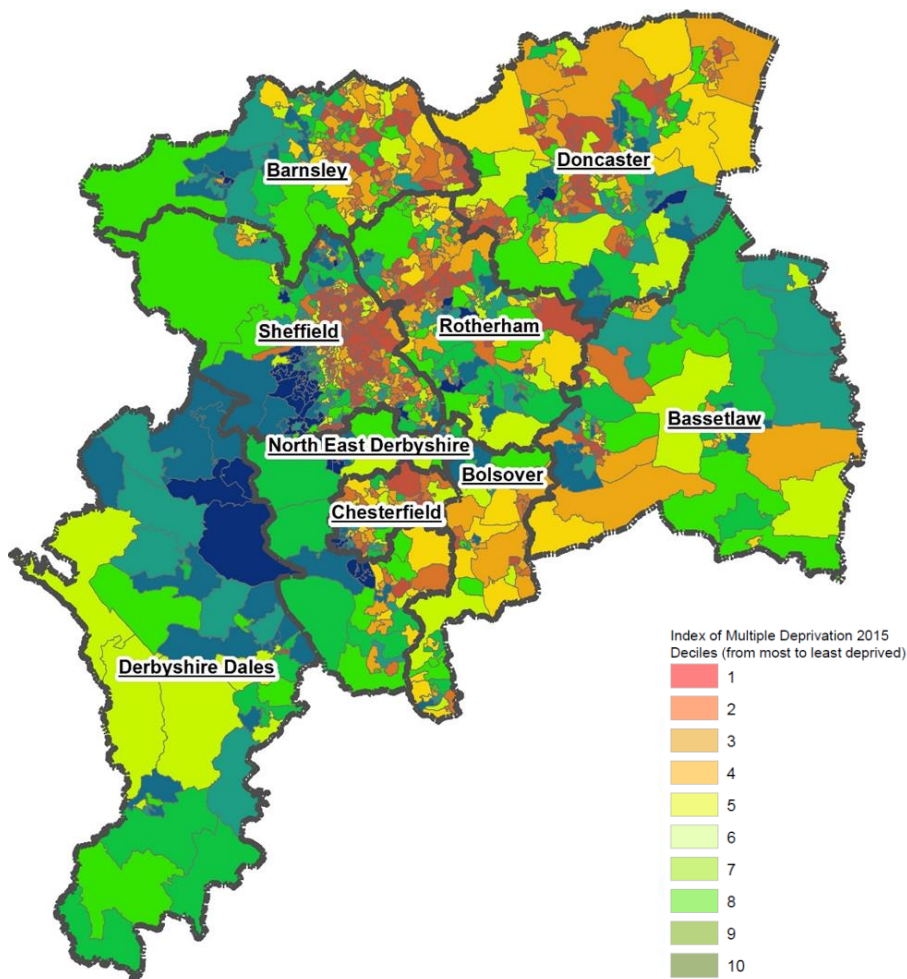 Barnsley
Doncaster
Sheffield
Rotherham
Bassetlaw
North East Derbyshire
Bolsover
Chesterfield
Derbyshire Dales
Index of Multiple Deprivation 2015
Deciles (from most to least deprived)
1
2
3
4
5
6
7
8
9
10